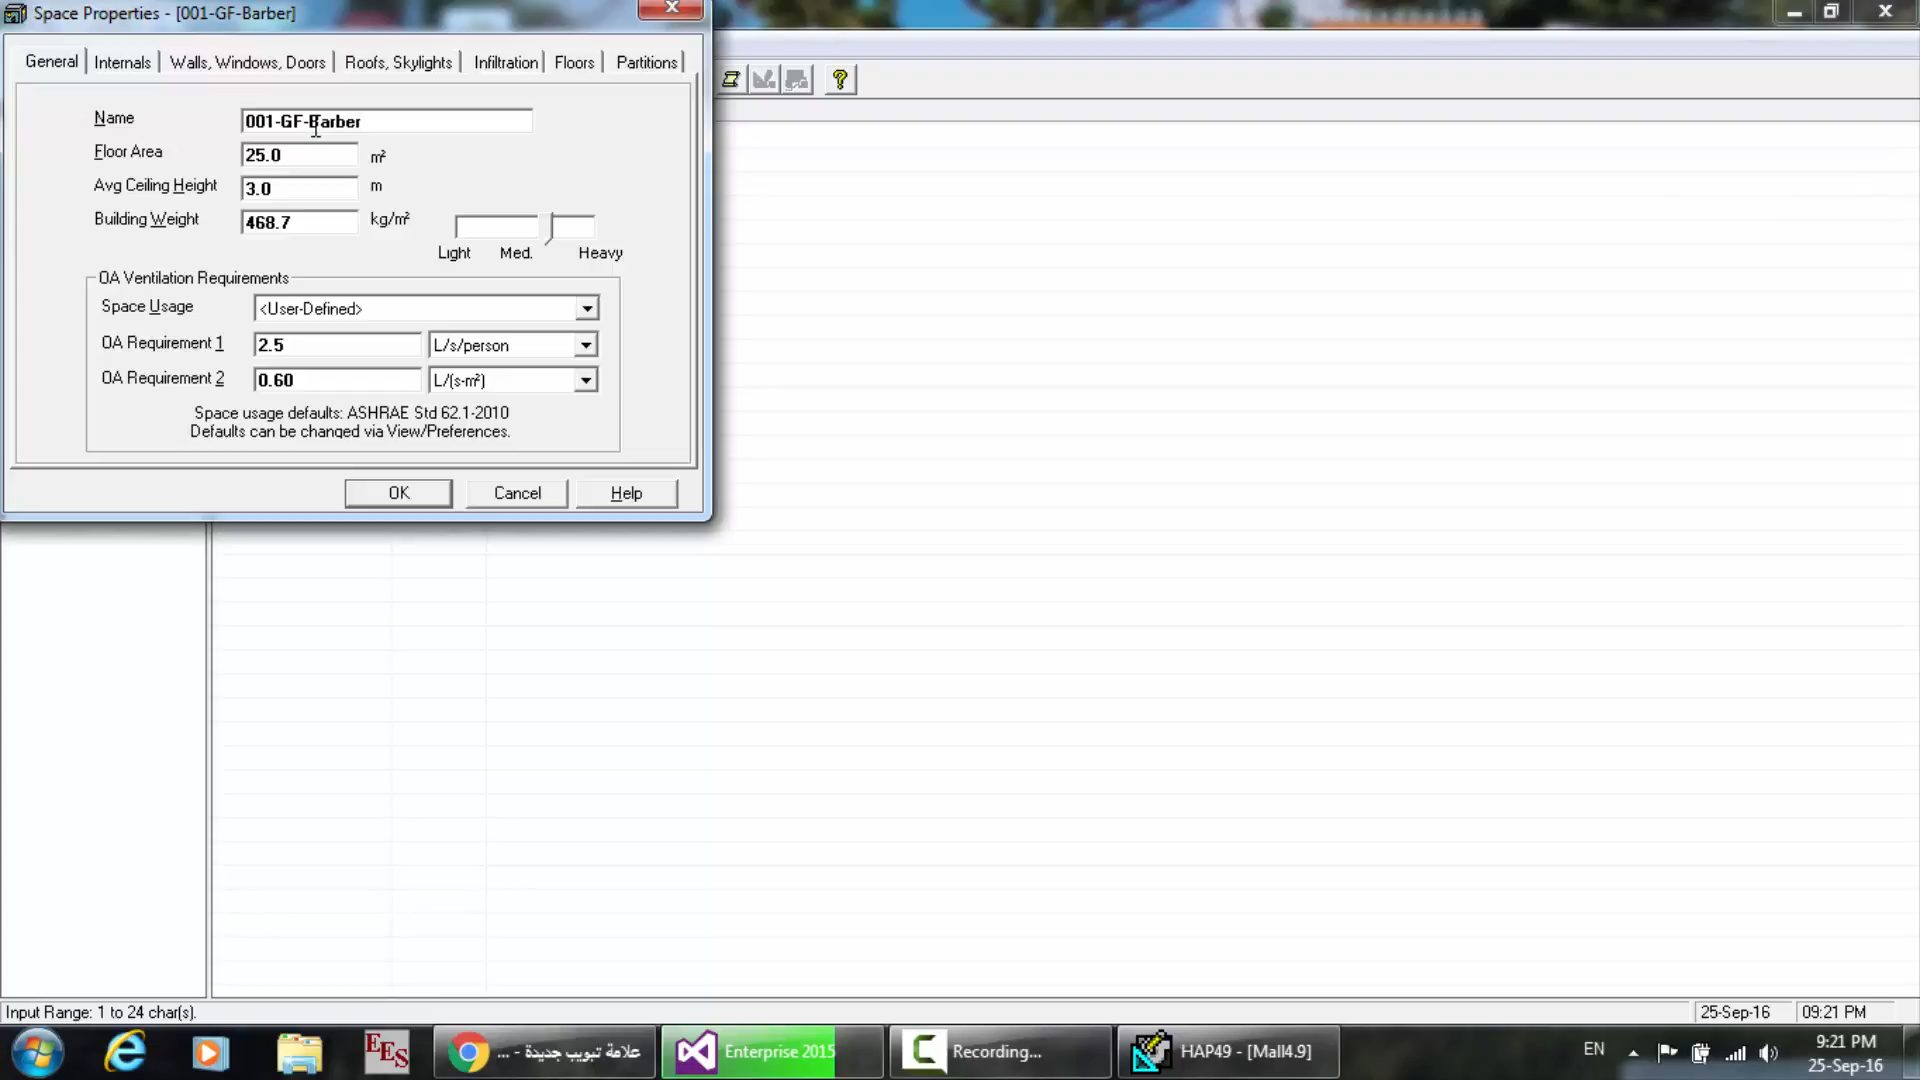 Space Properties - [001-GF-Barber]
General
Internals
Walls, Windows, Doors
Roofs, Skylights
Infiltration
Floors
Partitions
Name
001-GF-Barber
Floor Area
25.0
m²
Avg Ceiling Height
3.0
m
Building Weight
468.7
kg/m²
Light
Med.
Heavy
OA Ventilation Requirements
Space Usage
<User-Defined>
OA Requirement 1
2.5
L/s/person
OA Requirement 2
0.60
L/(s-m²)
Space usage defaults: ASHRAE Std 62.1-2010
Defaults can be changed via View/Preferences.
OK
Cancel
Help
Input Range: 1 to 24 char(s).
25-Sep-16
09:21 PM
EES
علامة تبويب جديدة - ...
Enterprise 2015
Recording...
HAP49 - [Mall4.9]
EN
9:21 PM
25-Sep-16